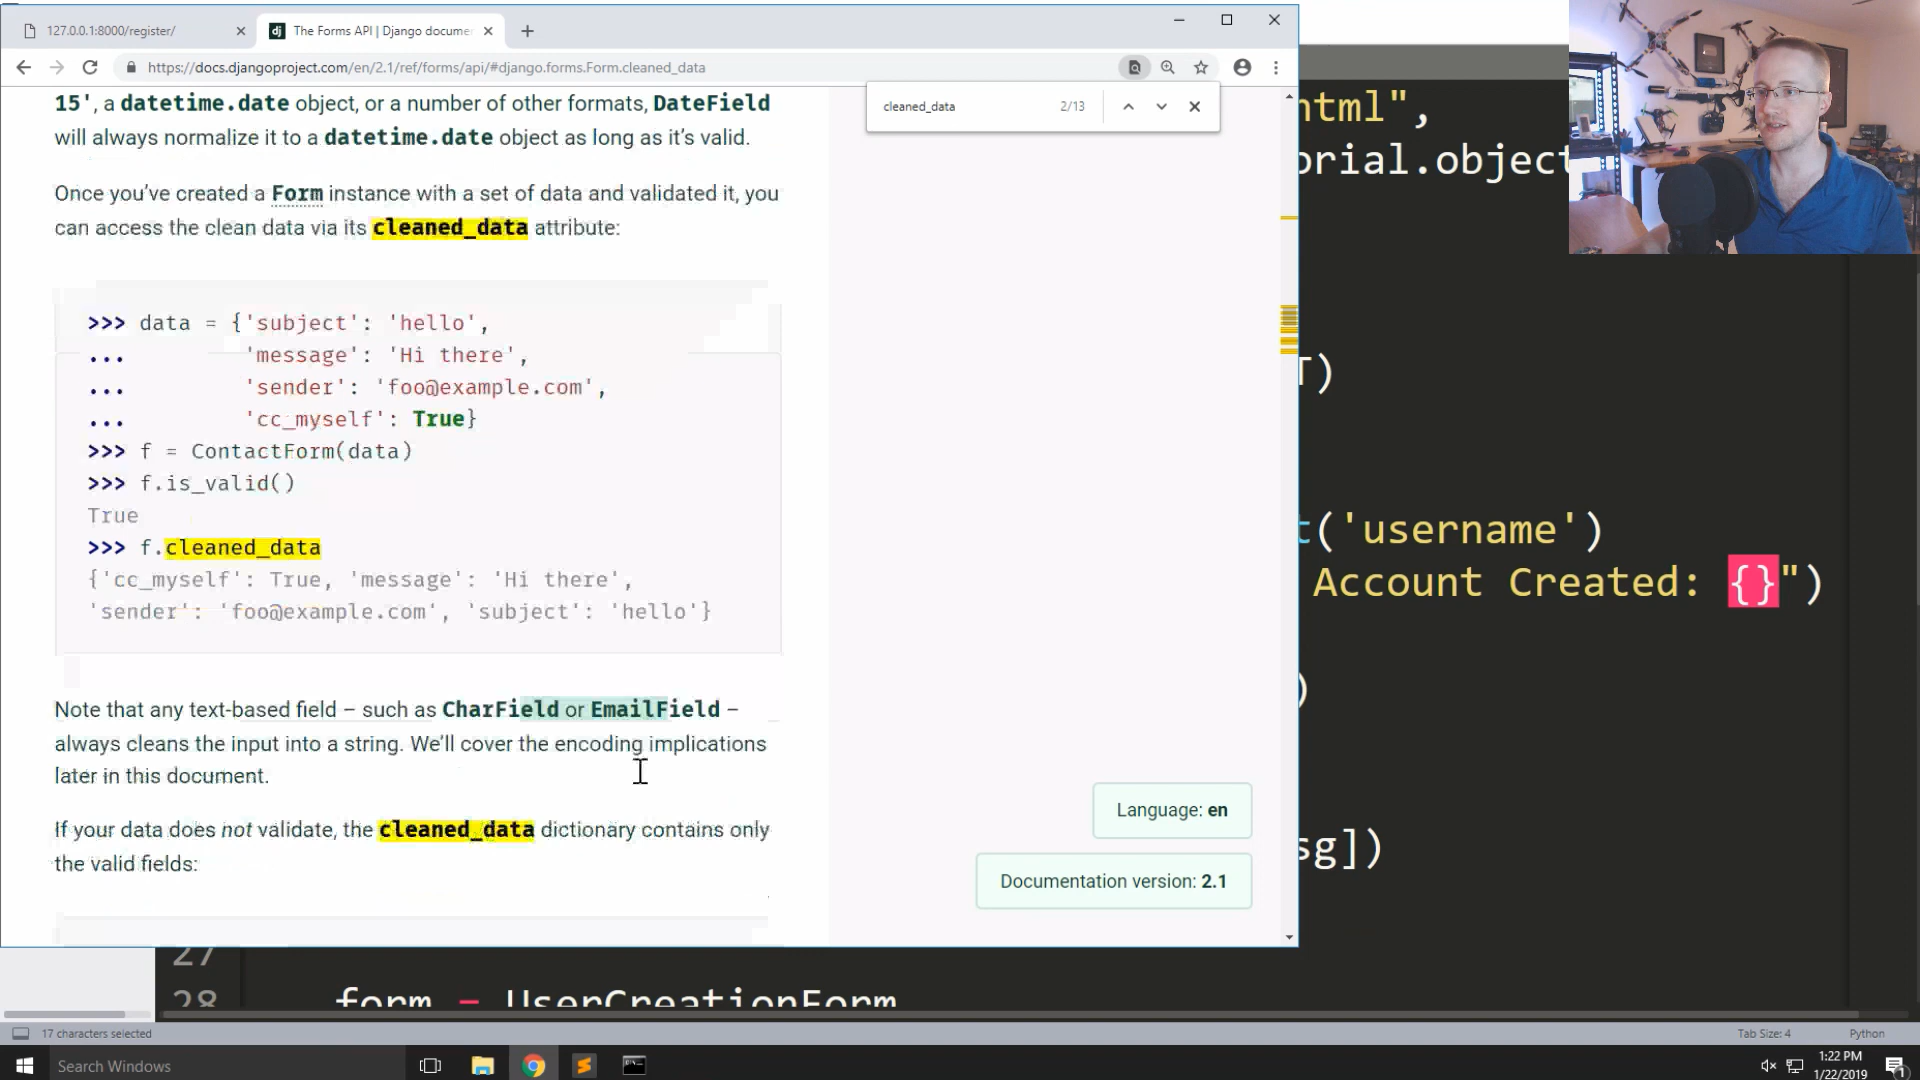 127.0.0.1:8000/register/
dj
The Forms API | Django docume
https://docs.djangoproject.com/en/2.1/ref/forms/api/#django.forms.Form.cleaned_data
cleaned_data
2/13
15', a datetime.date object, or a number of other formats, DateField
will always normalize it to a datetime.date object as long as it’s valid.
Once you’ve created a Form instance with a set of data and validated it, you
can access the clean data via its cleaned_data attribute:
>>> data = {'subject': 'hello',
...         'message': 'Hi there',
...         'sender': 'foo@example.com',
...         'cc_myself': True}
>>> f = ContactForm(data)
>>> f.is_valid()
True
>>> f.cleaned_data
{'cc_myself': True, 'message': 'Hi there',
'sender': 'foo@example.com', 'subject': 'hello'}
Note that any text-based field – such as CharField or EmailField –
always cleans the input into a string. We’ll cover the encoding implications
later in this document.
If your data does not validate, the cleaned_data dictionary contains only
the valid fields:
Language: en
Documentation version: 2.1
html",
orial.object
T)
t('username')
Account Created: {}")
)
sg])
27
28
form = UserCreationForm
17 characters selected
Tab Size: 4
Python
Search Windows
1:22 PM
1/22/2019
1